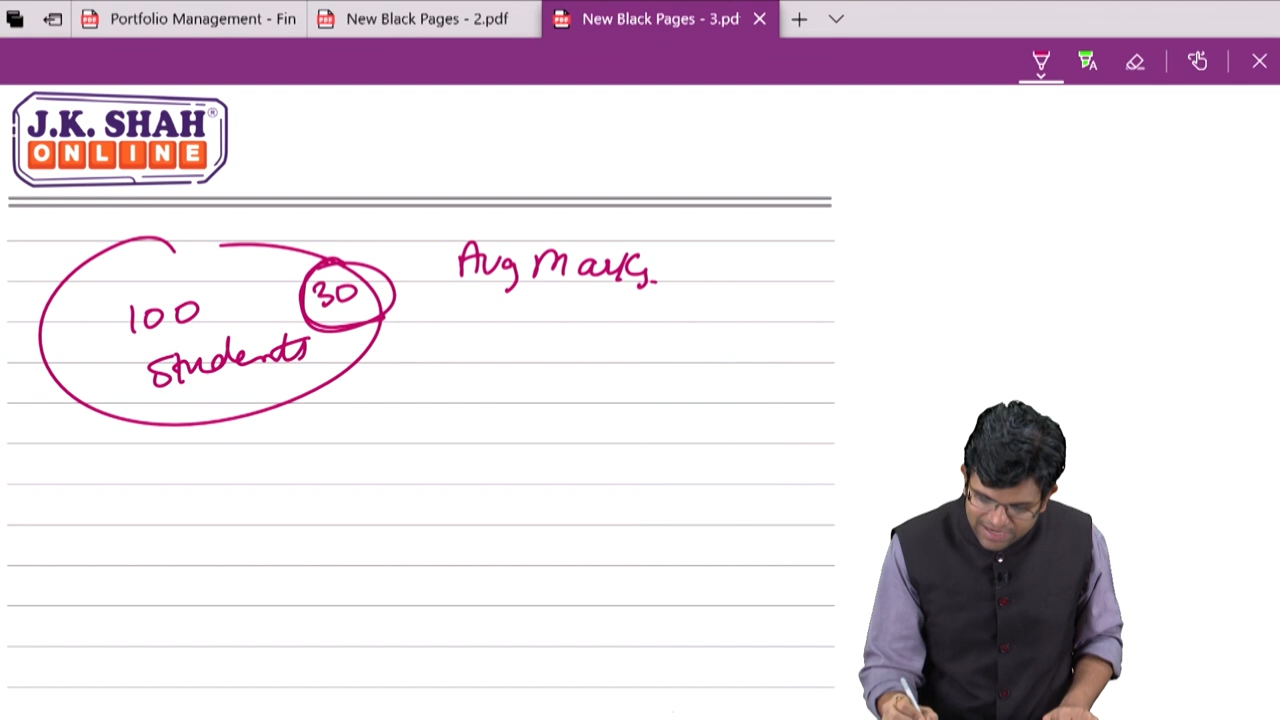 Portfolio Management - Fin
New Black Pages - 2.pdf
New Black Pages - 3.pd
J.K. SHAH
ONLINE
Avg Marks
30
100
Students